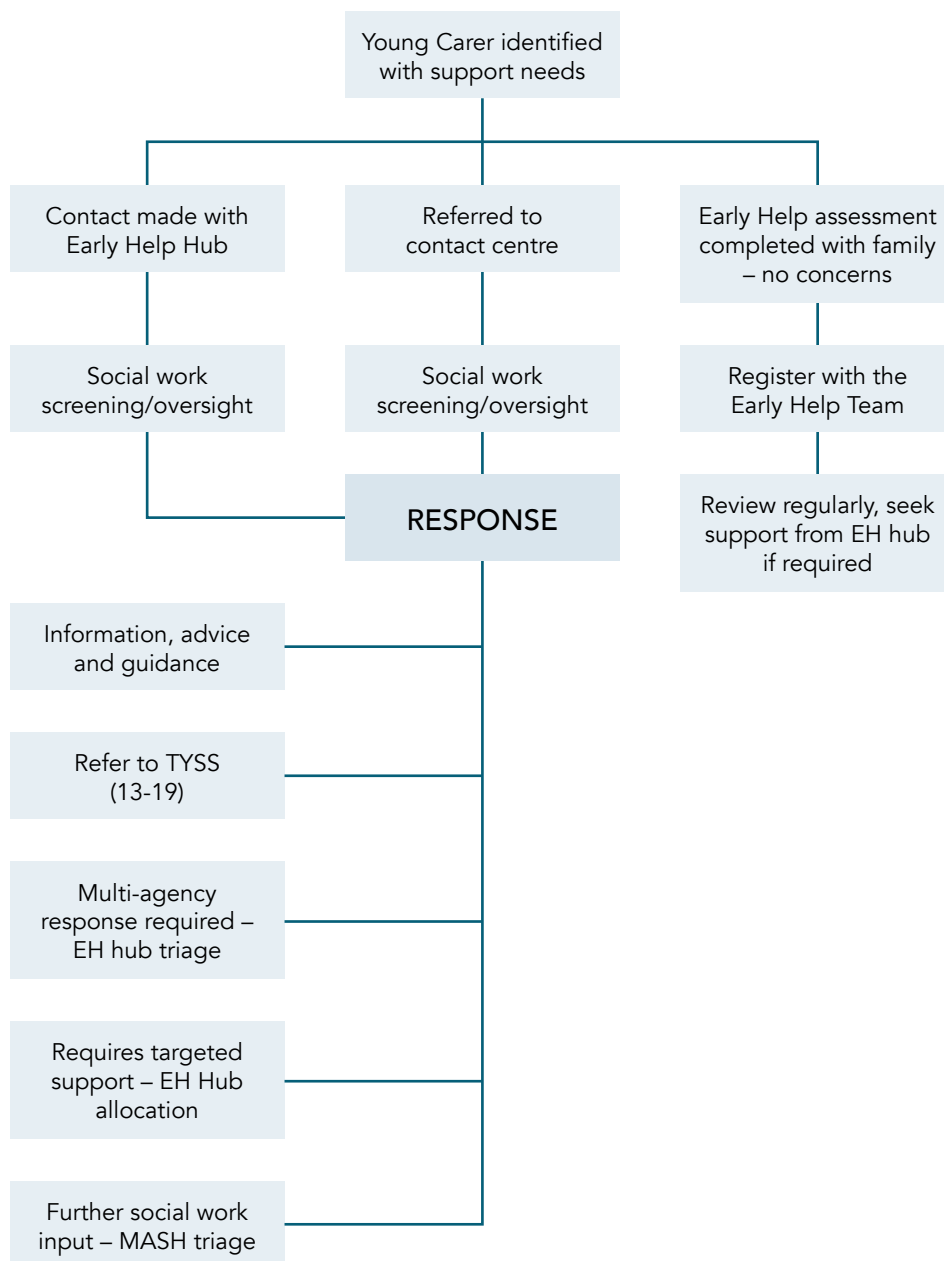 Young Carer identified
with support needs
Contact made with
Early Help Hub
Referred to
contact centre
Early Help assessment
completed with family
– no concerns
Social work
screening/oversight
Social work
screening/oversight
Register with the
Early Help Team
RESPONSE
Review regularly, seek
support from EH hub
if required
Information, advice
and guidance
Refer to TYSS
(13-19)
Multi-agency
response required –
EH hub triage
Requires targeted
support – EH Hub
allocation
Further social work
input – MASH triage